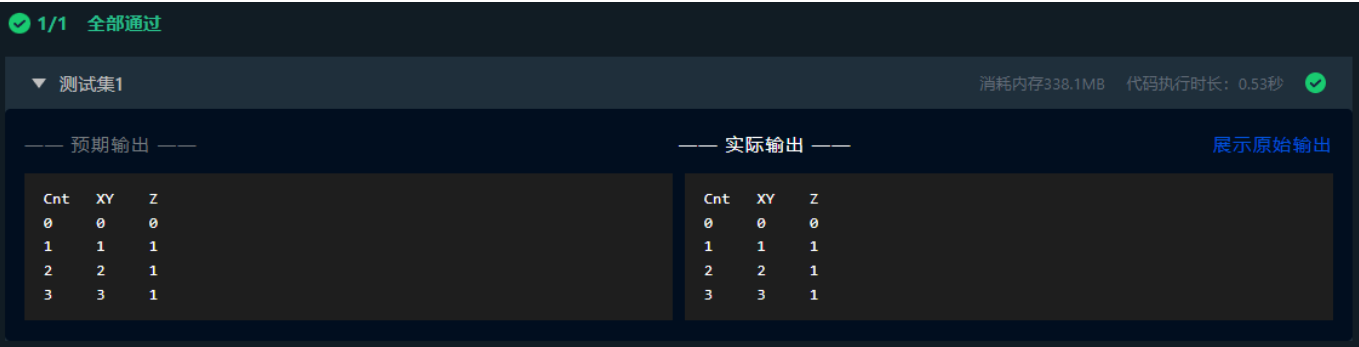 1/1 全部通过
测试集1 消耗内存338.1MB 代码执行时长：0.53秒
—— 预期输出 —— —— 实际输出 —— 展示原始输出
Cnt XY Z Cnt XY Z
0 0 0 0 0 0
1 1 1 1 1 1
2 2 1 2 2 1
3 3 1 3 3 1